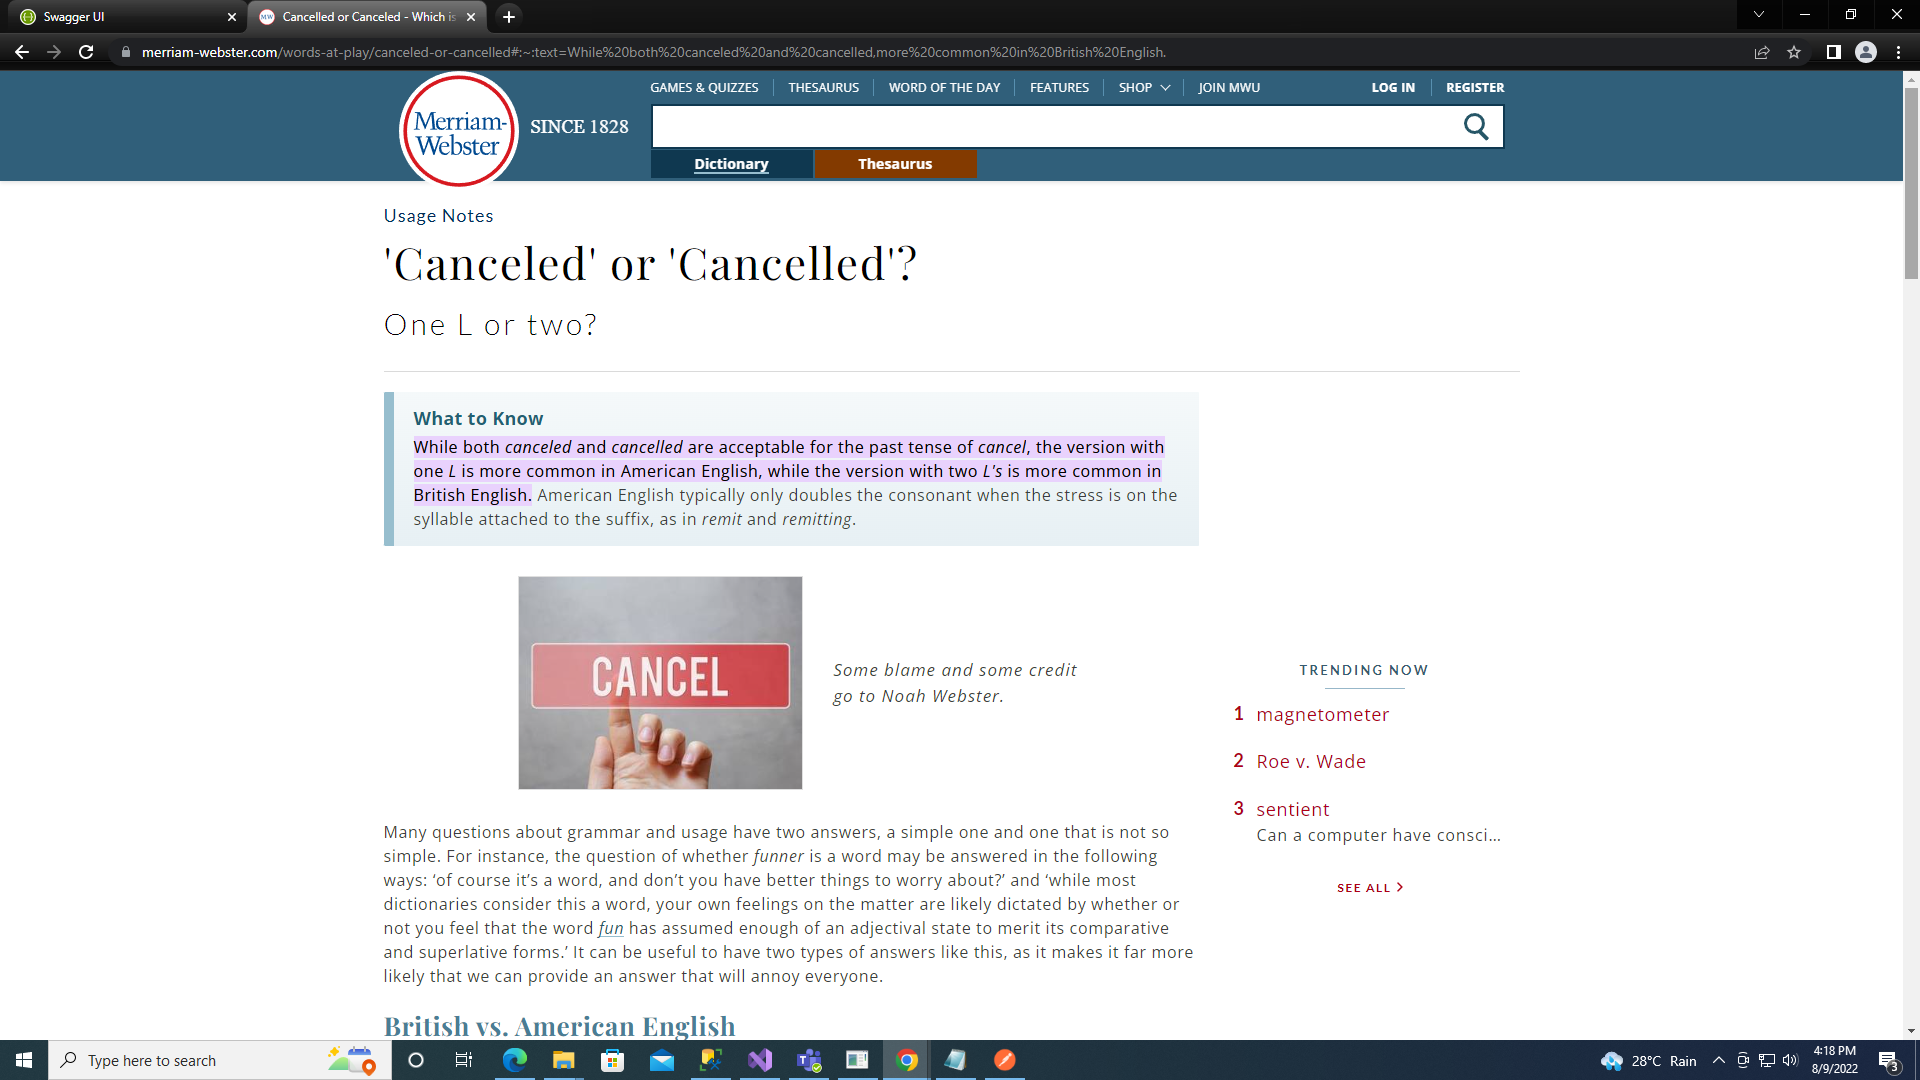 Swagger UI
Cancelled or Canceled - Which is
merriam-webster.com/words-at-play/canceled-or-cancelled#:~:text=While%20both%20canceled%20and%20cancelled,more%20common%20in%20British%20English.
GAMES & QUIZZES THESAURUS WORD OF THE DAY FEATURES SHOP JOIN MWU LOG IN REGISTER
Merriam-
Webster
SINCE 1828
Dictionary Thesaurus
Usage Notes
'Canceled' or 'Cancelled'?
One L or two?
What to Know
While both canceled and cancelled are acceptable for the past tense of cancel, the version with
one L is more common in American English, while the version with two L's is more common in
British English. American English typically only doubles the consonant when the stress is on the
syllable attached to the suffix, as in remit and remitting.
CANCEL
Some blame and some credit
go to Noah Webster.
TRENDING NOW
1 magnetometer
2 Roe v. Wade
3 sentient
Can a computer have consci...
SEE ALL
Many questions about grammar and usage have two answers, a simple one and one that is not so
simple. For instance, the question of whether funner is a word may be answered in the following
ways: ‘of course it’s a word, and don’t you have better things to worry about?’ and ‘while most
dictionaries consider this a word, your own feelings on the matter are likely dictated by whether or
not you feel that the word fun has assumed enough of an adjectival state to merit its comparative
and superlative forms.’ It can be useful to have two types of answers like this, as it makes it far more
likely that we can provide an answer that will annoy everyone.
British vs. American English
Type here to search
28°C Rain
4:18 PM
8/9/2022
3